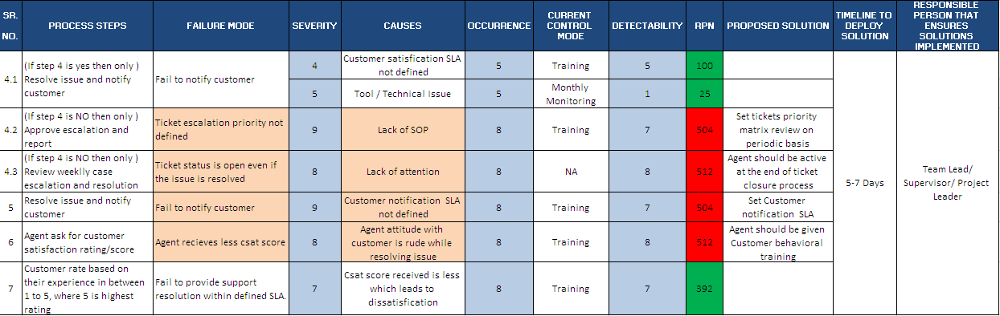 SR.
NO.
PROCESS STEPS
FAILURE MODE
SEVERITY
CAUSES
OCCURRENCE
CURRENT
CONTROL
MODE
DETECTABILITY
RPN
PROPOSED SOLUTION
TIMELINE TO
DEPLOY
SOLUTION
RESPONSIBLE
PERSON THAT
ENSURES
SOLUTIONS
IMPLEMENTED
4.1
(If step 4 is yes then only )
Resolve issue and notify
customer
Fail to notify customer
4
Customer satisfication SLA
not defined
5
Training
5
100
5
Tool / Technical Issue
5
Monthly
Monitoring
1
25
4.2
(If step 4 is NO then only )
Approve escalation and
report
Ticket escalation priority not
defined
9
Lack of SOP
8
Training
7
504
Set tickets priority
matrix review on
periodic basis
4.3
(If step 4 is NO then only )
Review weeklly case
escalation and resolution
Ticket status is open even if
the issue is resolved
8
Lack of attention
8
NA
8
512
Agent should be active
at the end of ticket
closure process
5
Resolve issue and notify
customer
Fail to notify customer
9
Customer notification  SLA
not defined
8
Training
7
504
Set Customer
notification  SLA
6
Agent ask for customer
satisfaction rating/score
Agent recieves less csat score
8
Agent attitude with
customer is rude while
resolving issue
8
Training
8
512
Agent should be given
Customer behavioral
training
7
Customer rate based on
their experience in between
1 to 5, where 5 is highest
rating
Fail to provide support
resolution within defined SLA.
7
Csat score received is less
which leads to
dissatisfication
8
Training
7
392
5-7 Days
Team Lead/
Supervisor/ Project
Leader